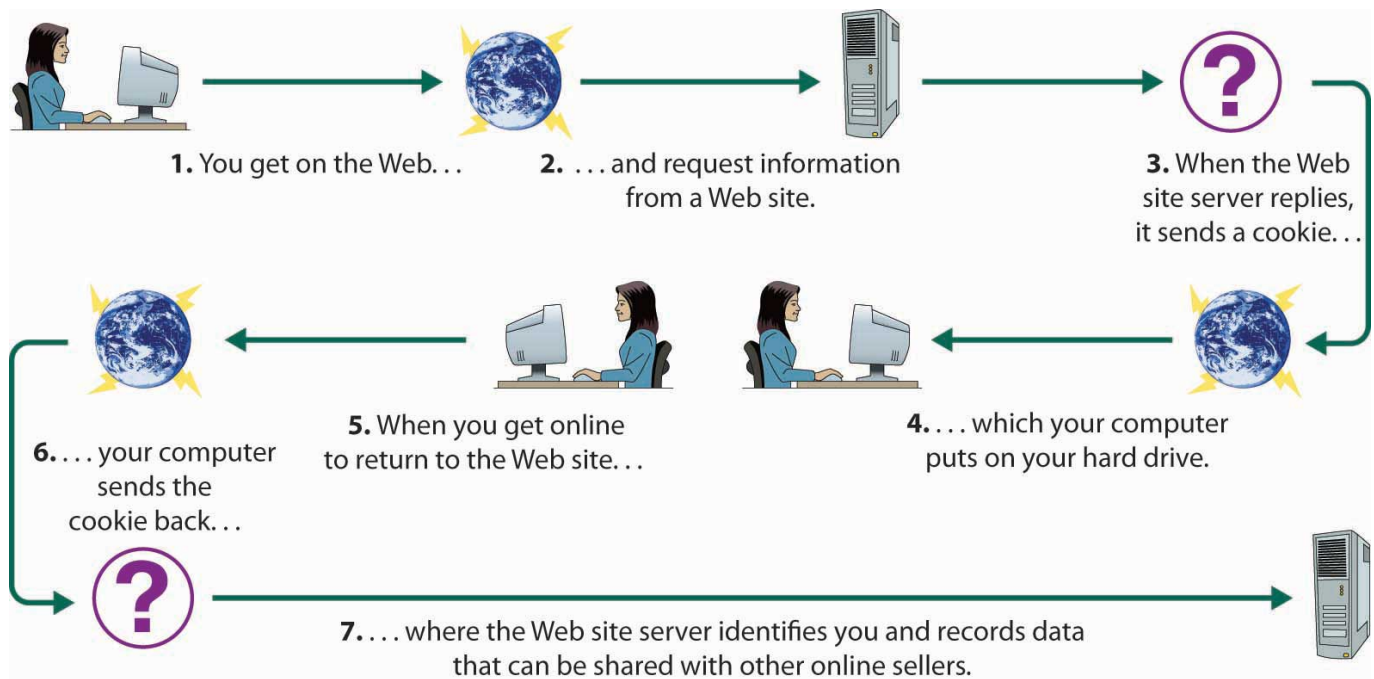 1. You get on the Web. . .
2. . . . and request information
from a Web site.
3. When the Web
site server replies,
it sends a cookie. . .
4. . . . which your computer
puts on your hard drive.
5. When you get online
to return to the Web site. . .
6. . . . your computer
sends the
cookie back. . .
?
?
7. . . . where the Web site server identifies you and records data
that can be shared with other online sellers.